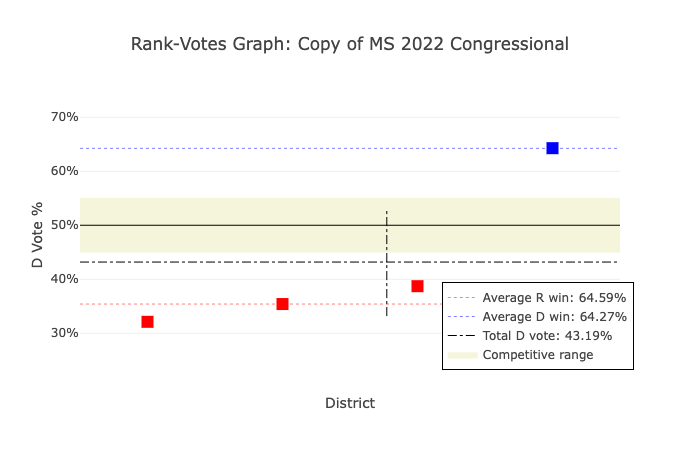 Rank-Votes Graph: Copy of MS 2022 Congressional
70%
60%
50%
40%
30%
D Vote %
District
Average R win: 64.59%
Average D win: 64.27%
Total D vote: 43.19%
Competitive range